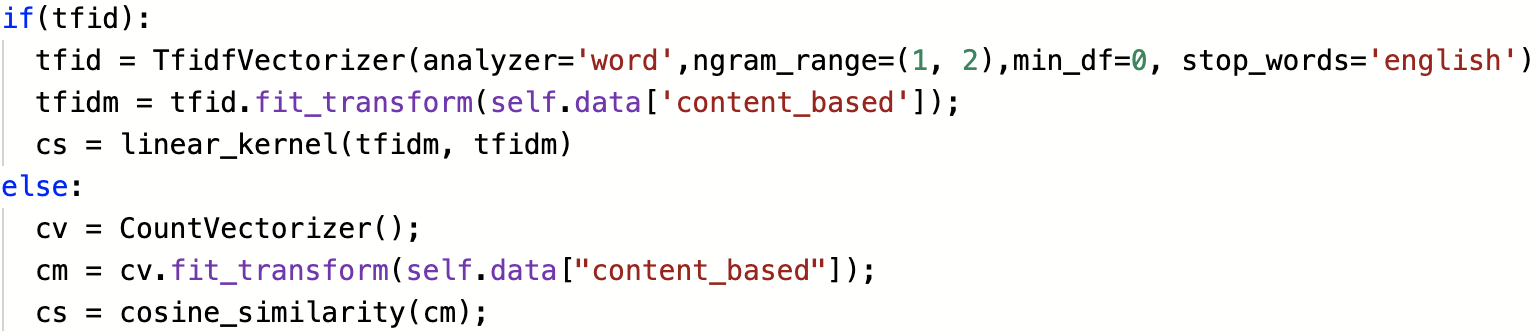 if(tfid):
  tfid = TfidfVectorizer(analyzer='word',ngram_range=(1, 2),min_df=0, stop_words='english')
  tfidm = tfid.fit_transform(self.data['content_based']);
  cs = linear_kernel(tfidm, tfidm)
else:
  cv = CountVectorizer();
  cm = cv.fit_transform(self.data["content_based"]);
  cs = cosine_similarity(cm);